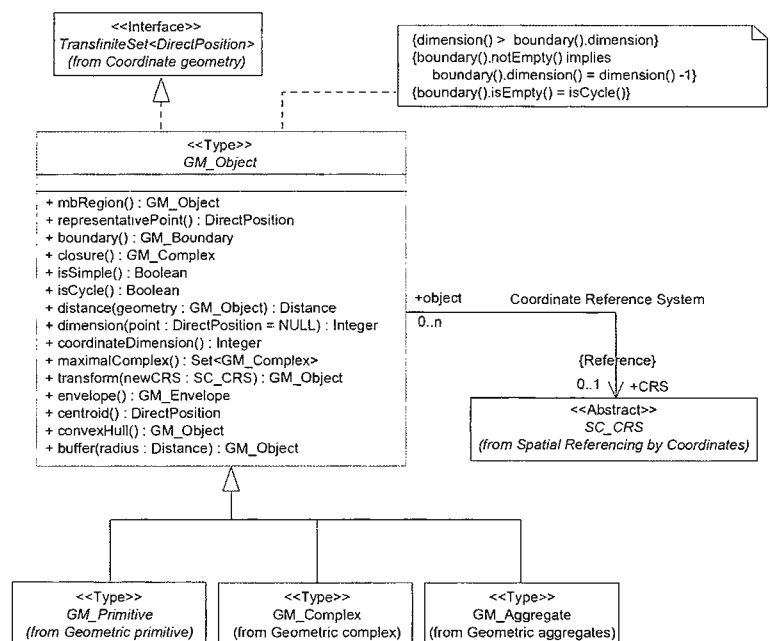 <<Interface>>
TransfiniteSet<DirectPosition>
(from Coordinate geometry)
{dimension() > boundary().dimension}
{boundary().notEmpty() implies
boundary().dimension() = dimension() -1}
{boundary().isEmpty() = isCycle()}
<<Type>>
GM_Object
+ mbRegion() : GM_Object
+ representativePoint() : DirectPosition
+ boundary() : GM_Boundary
+ closure() : GM_Complex
+ isSimple() : Boolean
+ isCycle() : Boolean
+ distance(geometry : GM_Object) : Distance
+ dimension(point : DirectPosition = NULL) : Integer
+ coordinateDimension() : Integer
+ maximalComplex() : Set<GM_Complex>
+ transform(newCRS : SC_CRS) : GM_Object
+ envelope() : GM_Envelope
+ centroid() : DirectPosition
+ convexHull() : GM_Object
+ buffer(radius : Distance) : GM_Object
+object
Coordinate Reference System
0..n
{Reference}
0..1
+CRS
<<Abstract>>
SC_CRS
(from Spatial Referencing by Coordinates)
<<Type>>
GM_Primitive
(from Geometric primitive)
<<Type>>
GM_Complex
(from Geometric complex)
<<Type>>
GM_Aggregate
(from Geometric aggregates)